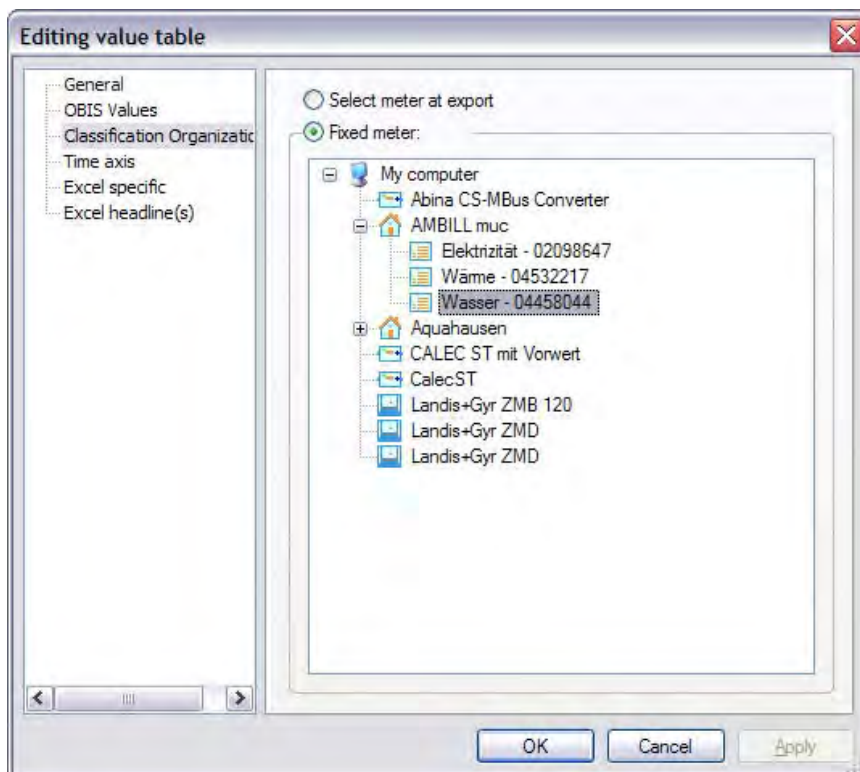 Editing value table
General
OBIS Values
Classification Organizatic
Time axis
Excel specific
Excel headline(s)
Select meter at export
Fixed meter:
My computer
Abina CS-MBus Converter
AMBILL muc
Elektrizität - 02098647
Wärme - 04532217
Wasser - 04458044
Aquahausen
CALEC ST mit Vorwert
CalecST
Landis+Gyr ZMB 120
Landis+Gyr ZMD
Landis+Gyr ZMD
OK Cancel Apply